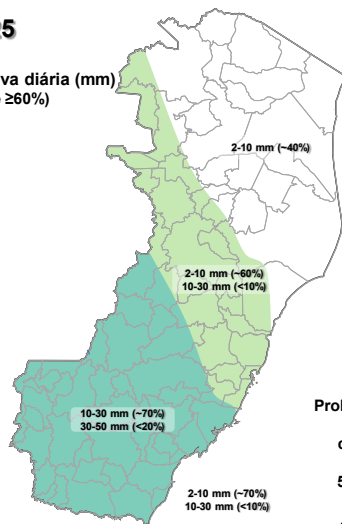 25
va diária (mm)
≥60%)
2-10 mm (~40%)
2-10 mm (~60%)
10-30 mm (<10%)
10-30 mm (~70%)
30-50 mm (<20%)
2-10 mm (~70%)
10-30 mm (<10%)
Prol
5